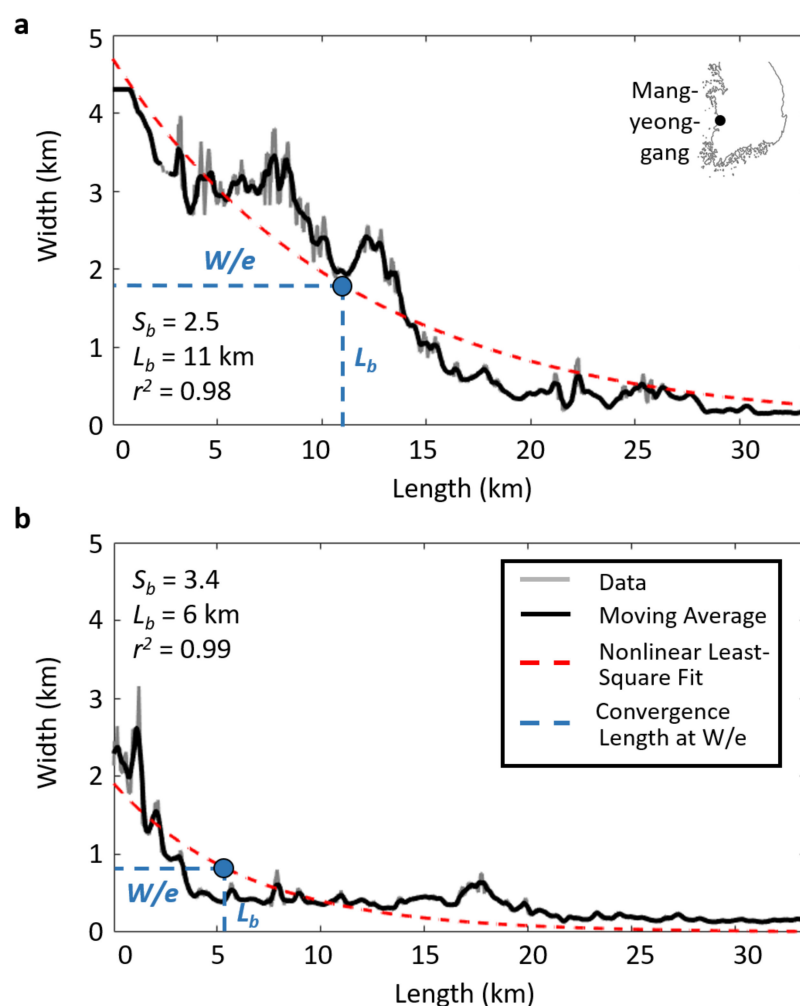 a
5
4
3
2
1
0
Width (km)
Mang-
yeong-
gang
W/e
S_b = 2.5
L_b = 11 km
r² = 0.98
L_b
0 5 10 15 20 25 30
Length (km)
b
5
4
3
2
1
0
Width (km)
S_b = 3.4
L_b = 6 km
r² = 0.99
Data
Moving Average
Nonlinear Least-
Square Fit
Convergence
Length at W/e
W/e
L_b
0 5 10 15 20 25 30
Length (km)